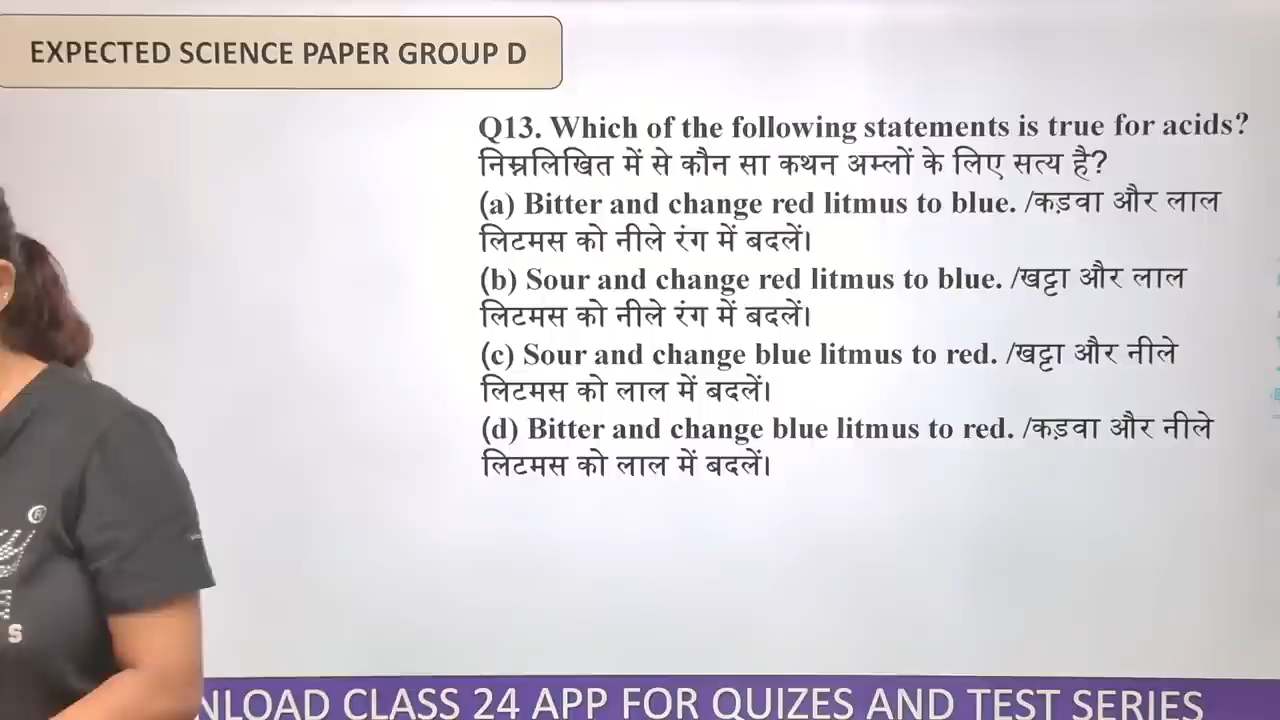 EXPECTED SCIENCE PAPER GROUP D
Q13. Which of the following statements is true for acids?
निम्नलिखित में से कौन सा कथन अम्लों के लिए सत्य है?
(a) Bitter and change red litmus to blue. /कड़वा और लाल
लिटमस को नीले रंग में बदलें।
(b) Sour and change red litmus to blue. /खट्टा और लाल
लिटमस को नीले रंग में बदलें।
(c) Sour and change blue litmus to red. /खट्टा और नीले
लिटमस को लाल में बदलें।
(d) Bitter and change blue litmus to red. /कड़वा और नीले
लिटमस को लाल में बदलें।
®
S
NLOAD CLASS 24 APP FOR QUIZES AND TEST SERIES